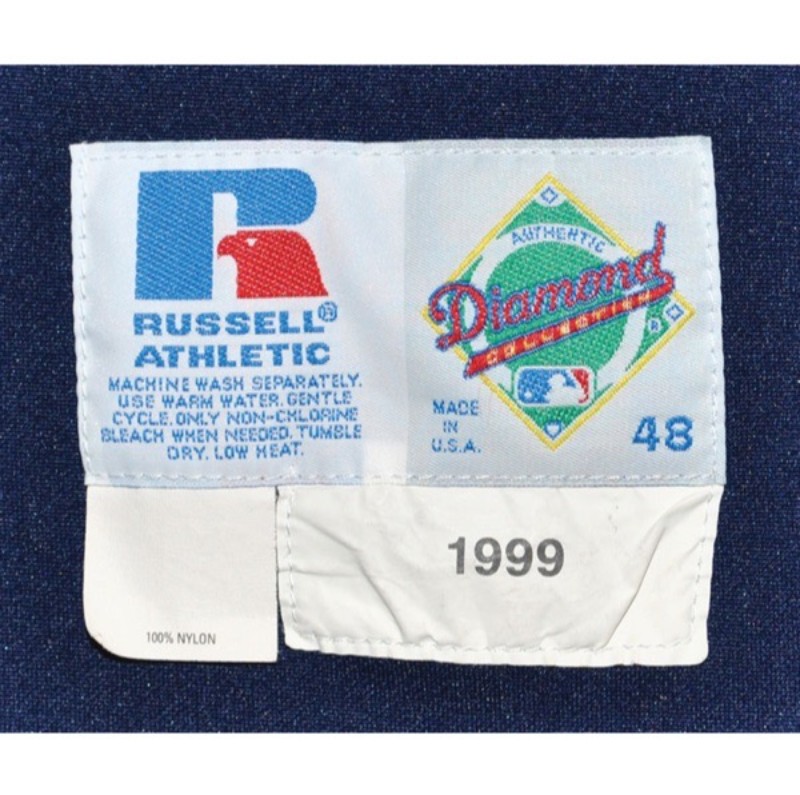 RUSSELL®
ATHLETIC
MACHINE WASH SEPARATELY.
USE WARM WATER. GENTLE
CYCLE. ONLY NON-CHLORINE
BLEACH WHEN NEEDED. TUMBLE
DRY. LOW HEAT.
AUTHENTIC
Diamond
COLLECTION
®
MADE
IN
U.S.A.
48
100% NYLON
1999